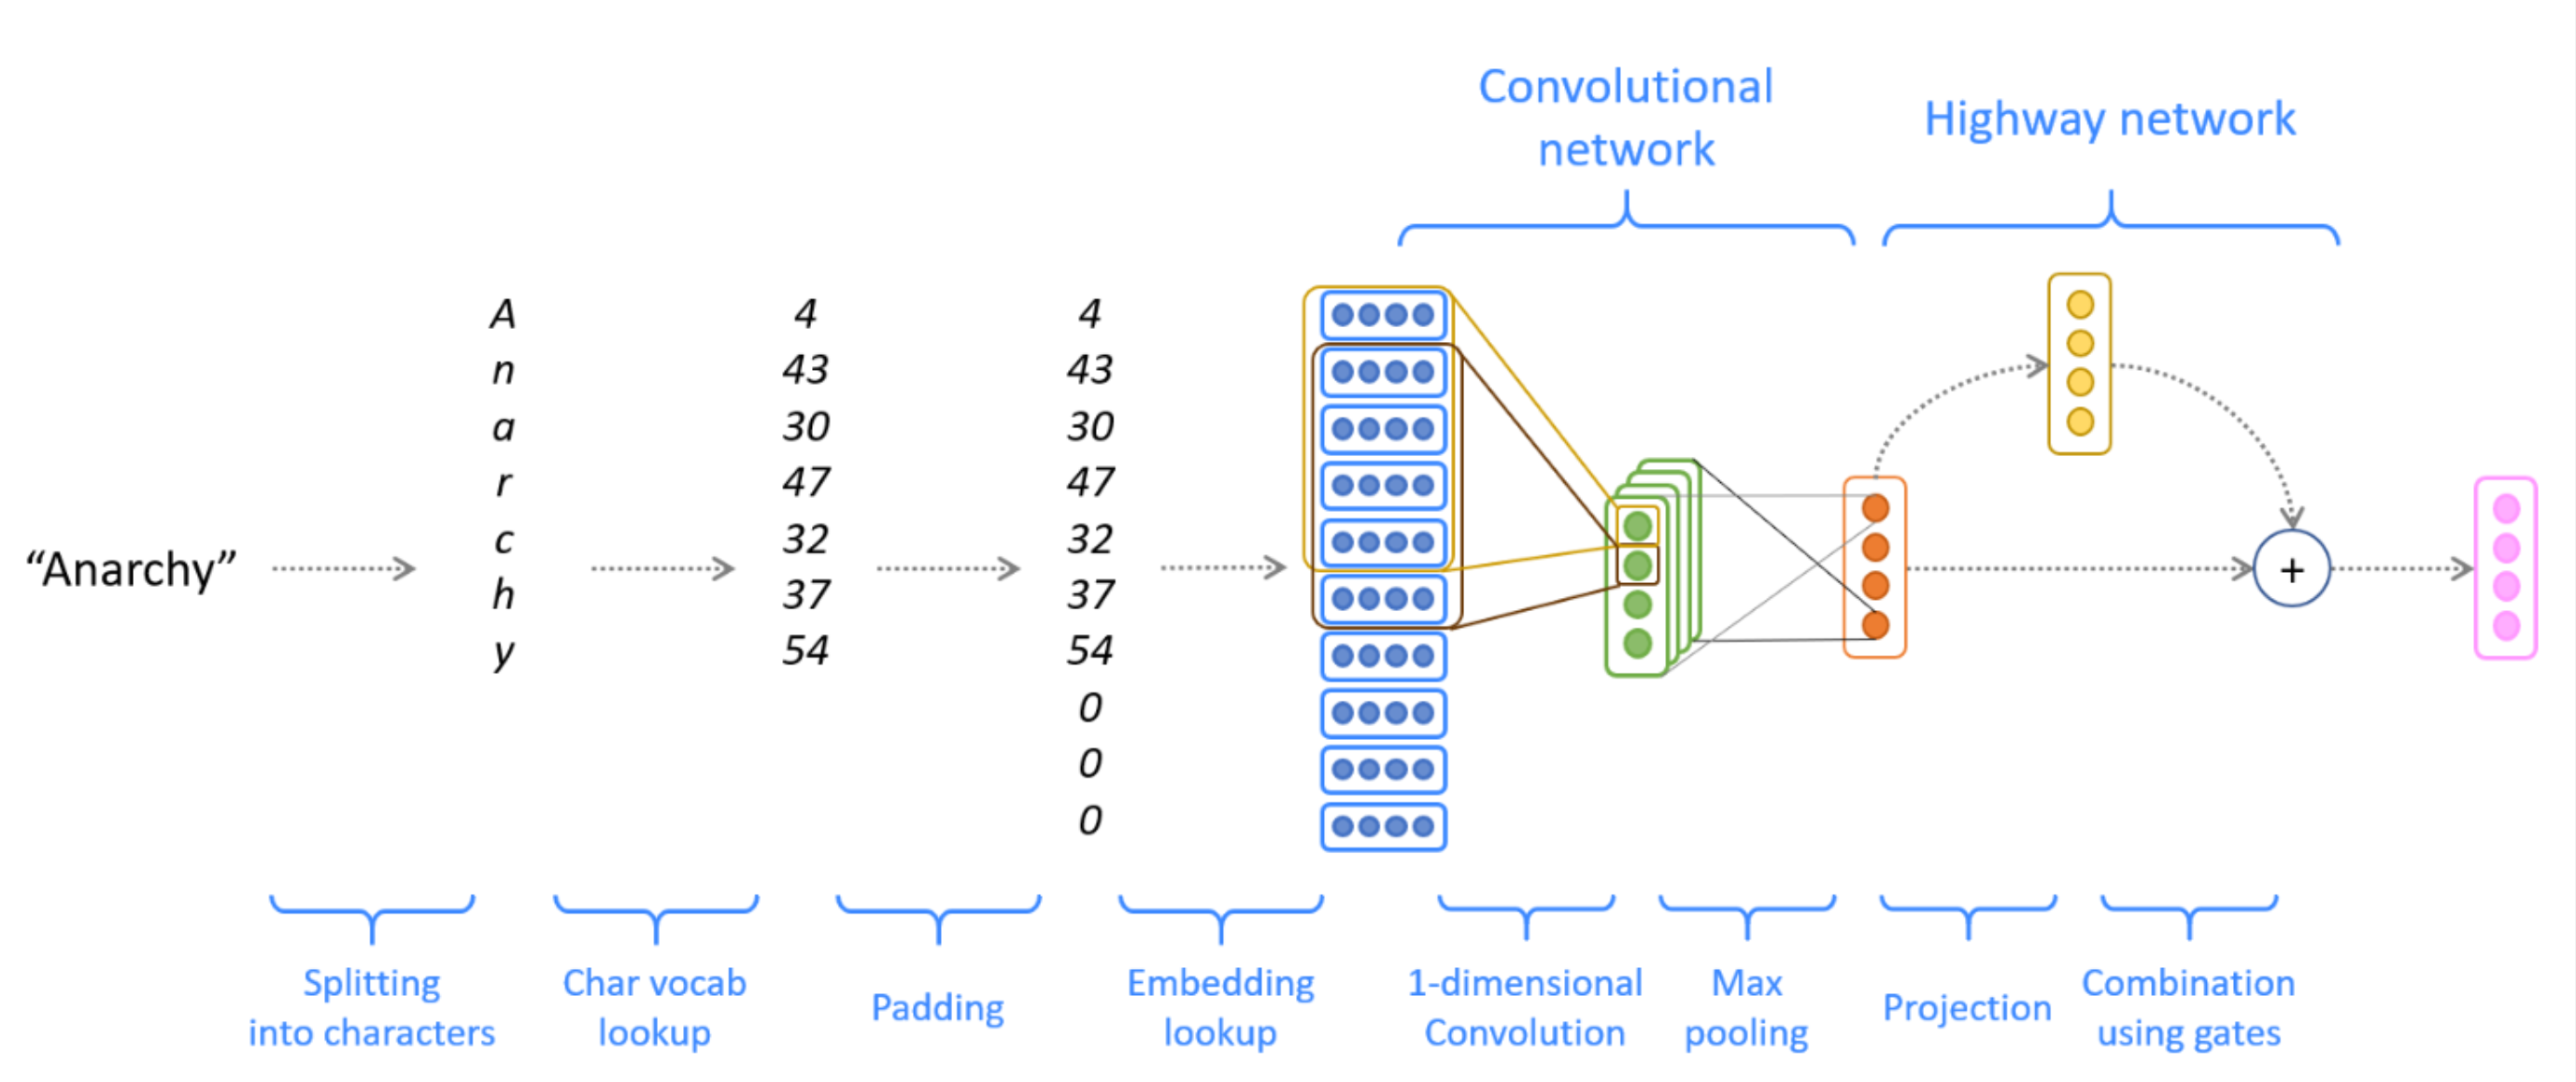 Convolutional
network
Highway network
“Anarchy”
A
n
a
r
c
h
y
4
43
30
47
32
37
54
4
43
30
47
32
37
54
0
0
0
+
Splitting
into characters
Char vocab
lookup
Padding
Embedding
lookup
1-dimensional
Convolution
Max
pooling
Projection
Combination
using gates